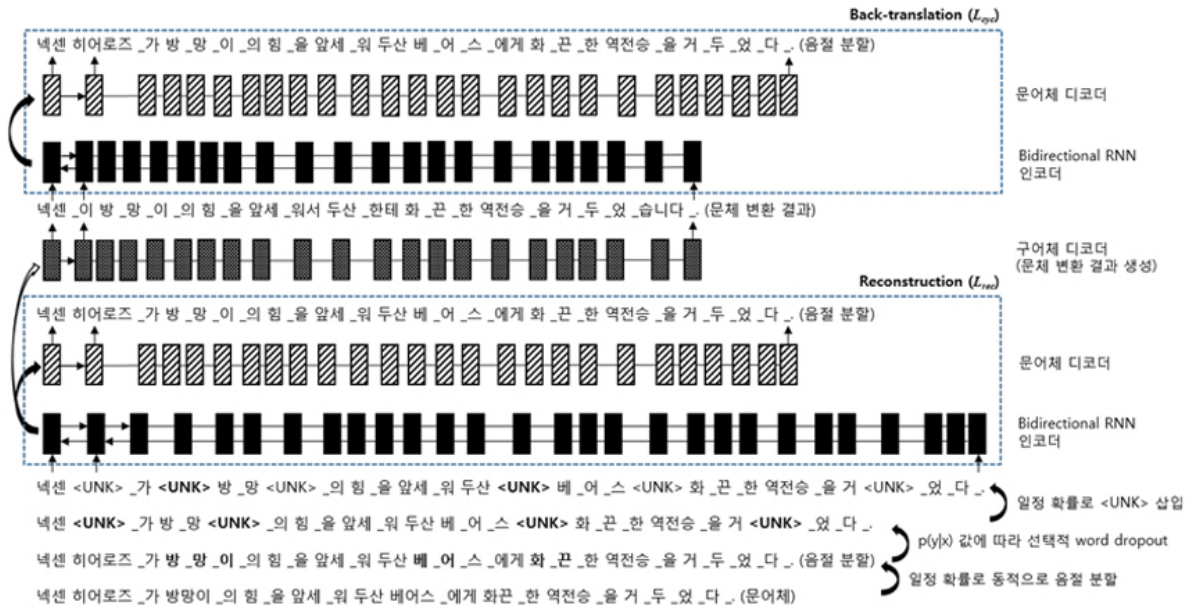 Back-translation (L_cyc)
넥센 히어로즈 _가 방 _망 _이 _의 힘 _을 앞세 _워 두산 베 _어 _스 _에게 화 _끈 _한 역전승 _을 거 _두 _었 _다 _. (음절 분할)
문어체 디코더
Bidirectional RNN
인코더
넥센 _이 방 _망 _이 _의 힘 _을 앞세 _워서 두산 _한테 화 _끈 _한 역전승 _을 거 _두 _었 _습니다 _. (문체 변환 결과)
구어체 디코더
(문체 변환 결과 생성)
Reconstruction (L_rec)
넥센 히어로즈 _가 방 _망 _이 _의 힘 _을 앞세 _워 두산 베 _어 _스 _에게 화 _끈 _한 역전승 _을 거 _두 _었 _다 _. (음절 분할)
문어체 디코더
Bidirectional RNN
인코더
넥센 <UNK> _가 <UNK> 방 _망 <UNK> _의 힘 _을 앞세 _워 두산 <UNK> 베 _어 _스 <UNK> 화 _끈 _한 역전승 _을 거 <UNK> _었 _다 _.
일정 확률로 <UNK> 삽입
넥센 <UNK> _가 방 _망 <UNK> _의 힘 _을 앞세 _워 두산 베 _어 _스 <UNK> 화 _끈 _한 역전승 _을 거 <UNK> _었 _다 _.
p(y|x) 값에 따라 선택적 word dropout
넥센 히어로즈 _가 방 _망 _이 _의 힘 _을 앞세 _워 두산 베 _어 _스 _에게 화 _끈 _한 역전승 _을 거 _두 _었 _다 _. (음절 분할)
일정 확률로 동적으로 음절 분할
넥센 히어로즈 _가 방망이 _의 힘 _을 앞세 _워 두산 베어스 _에게 화끈 _한 역전승 _을 거 _두 _었 _다 _. (문어체)